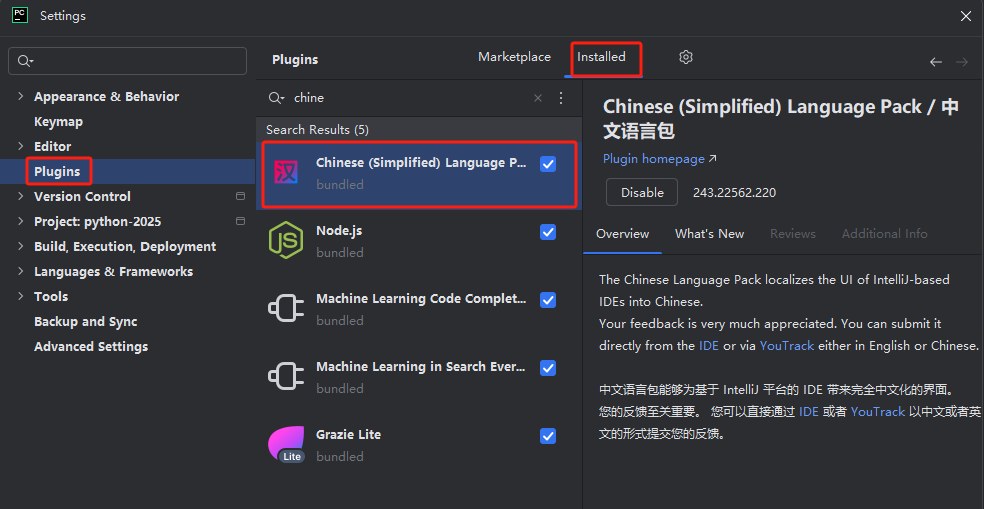 PC
Settings
Plugins
Marketplace
Installed
Appearance & Behavior
Keymap
Editor
Plugins
Version Control
Project: python-2025
Build, Execution, Deployment
Languages & Frameworks
Tools
Backup and Sync
Advanced Settings
chine
Search Results (5)
汉
Chinese (Simplified) Language P...
bundled
JS
Node.js
bundled
Machine Learning Code Complet...
bundled
Machine Learning in Search Ever...
bundled
Lite
Grazie Lite
bundled
Chinese (Simplified) Language Pack / 中
文语言包
Plugin homepage ↗
Disable
243.22562.220
Overview
What's New
Reviews
Additional Info
The Chinese Language Pack localizes the UI of IntelliJ-based
IDEs into Chinese.
Your feedback is very much appreciated. You can submit it
directly from the IDE or via YouTrack either in English or Chinese.
中文语言包能够为基于 IntelliJ 平台的 IDE 带来完全中文化的界面。
您的反馈至关重要。 您可以直接通过 IDE 或者 YouTrack 以中文或者英
文的形式提交您的反馈。